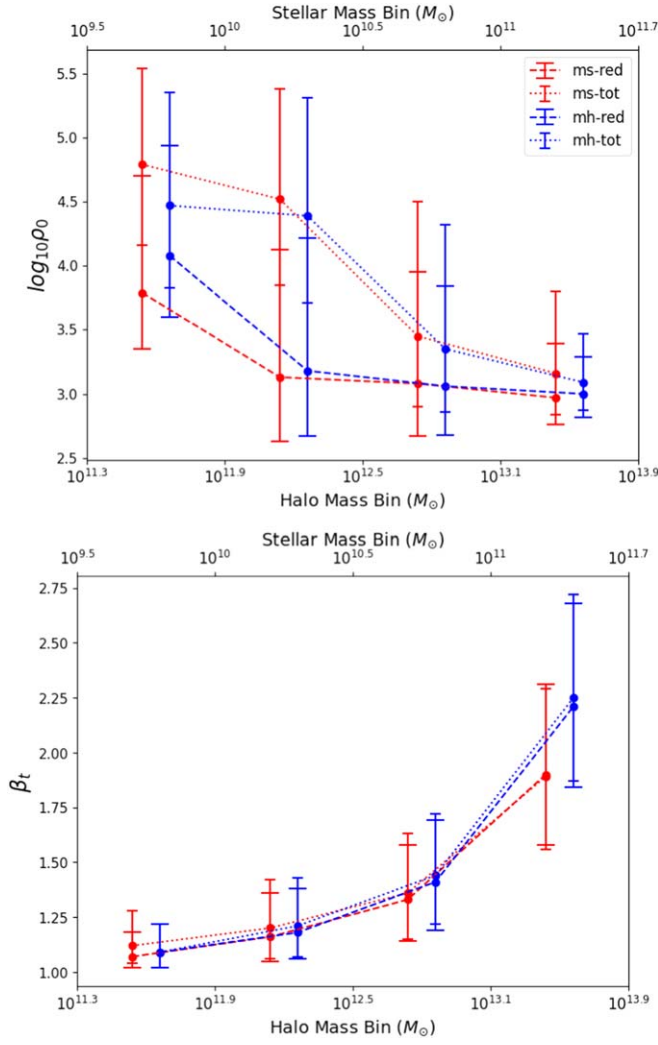 Stellar Mass Bin (M☉)
10^9.5 10^10 10^10.5 10^11 10^11.7
ms-red
ms-tot
mh-red
mh-tot
5.5
5.0
4.5
4.0
3.5
3.0
2.5
log₁₀ρ₀
10^11.3 10^11.9 10^12.5 10^13.1 10^13.9
Halo Mass Bin (M☉)
Stellar Mass Bin (M☉)
10^9.5 10^10 10^10.5 10^11 10^11.7
2.75
2.50
2.25
2.00
1.75
1.50
1.25
1.00
βₜ
10^11.3 10^11.9 10^12.5 10^13.1 10^13.9
Halo Mass Bin (M☉)